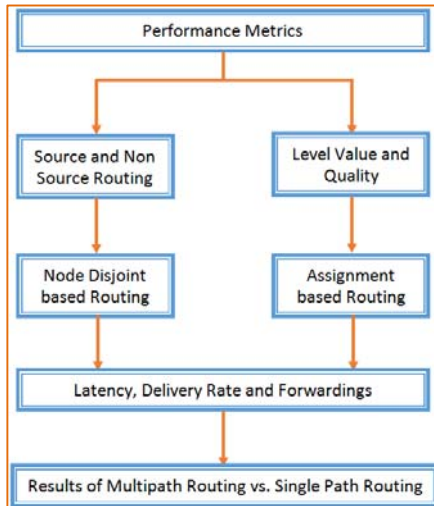 Performance Metrics
Source and Non
Source Routing
Level Value and
Quality
Node Disjoint
based Routing
Assignment
based Routing
Latency, Delivery Rate and Forwardings
Results of Multipath Routing vs. Single Path Routing